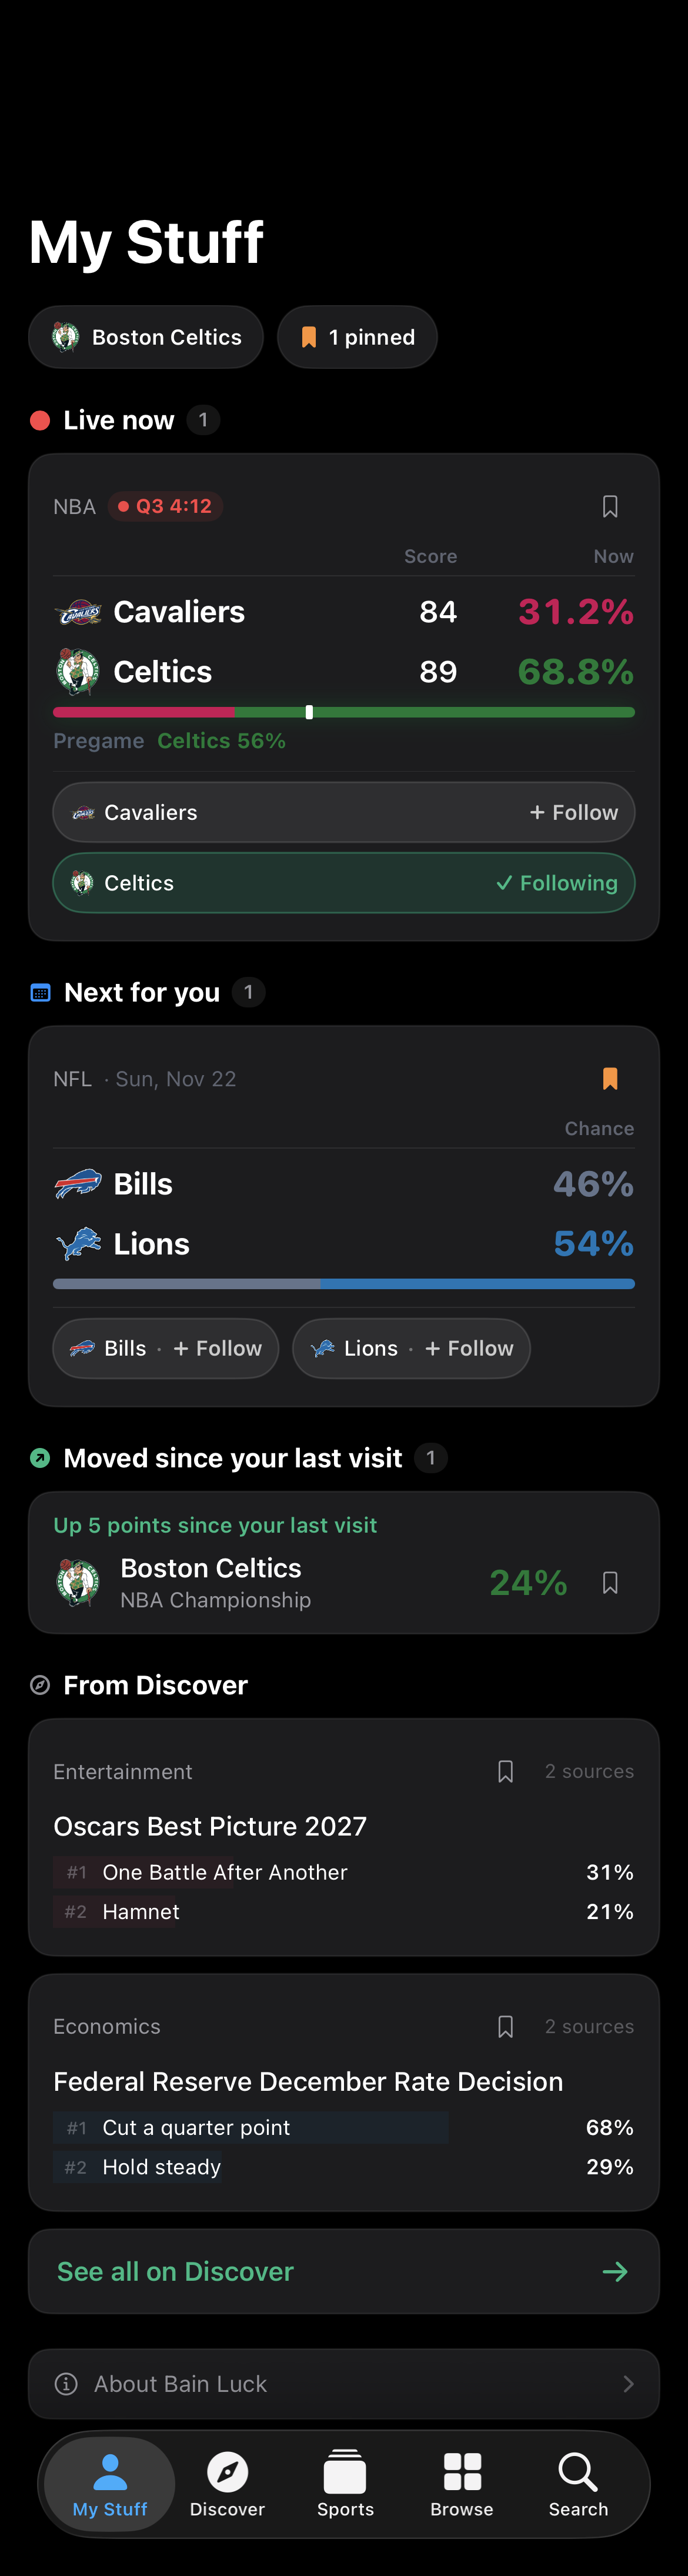 My Stuff
Boston Celtics
1 pinned
Live now 1
NBA Q3 4:12
Score Now
Cavaliers 84 31.2%
Celtics 89 68.8%
Pregame Celtics 56%
Cavaliers + Follow
Celtics ✓ Following
Next for you 1
NFL · Sun, Nov 22
Chance
Bills 46%
Lions 54%
Bills · + Follow
Lions · + Follow
Moved since your last visit 1
Up 5 points since your last visit
Boston Celtics
NBA Championship
24%
From Discover
Entertainment 2 sources
Oscars Best Picture 2027
#1 One Battle After Another 31%
#2 Hamnet 21%
Economics 2 sources
Federal Reserve December Rate Decision
#1 Cut a quarter point 68%
#2 Hold steady 29%
See all on Discover →
About Bain Luck
My Stuff Discover Sports Browse Search